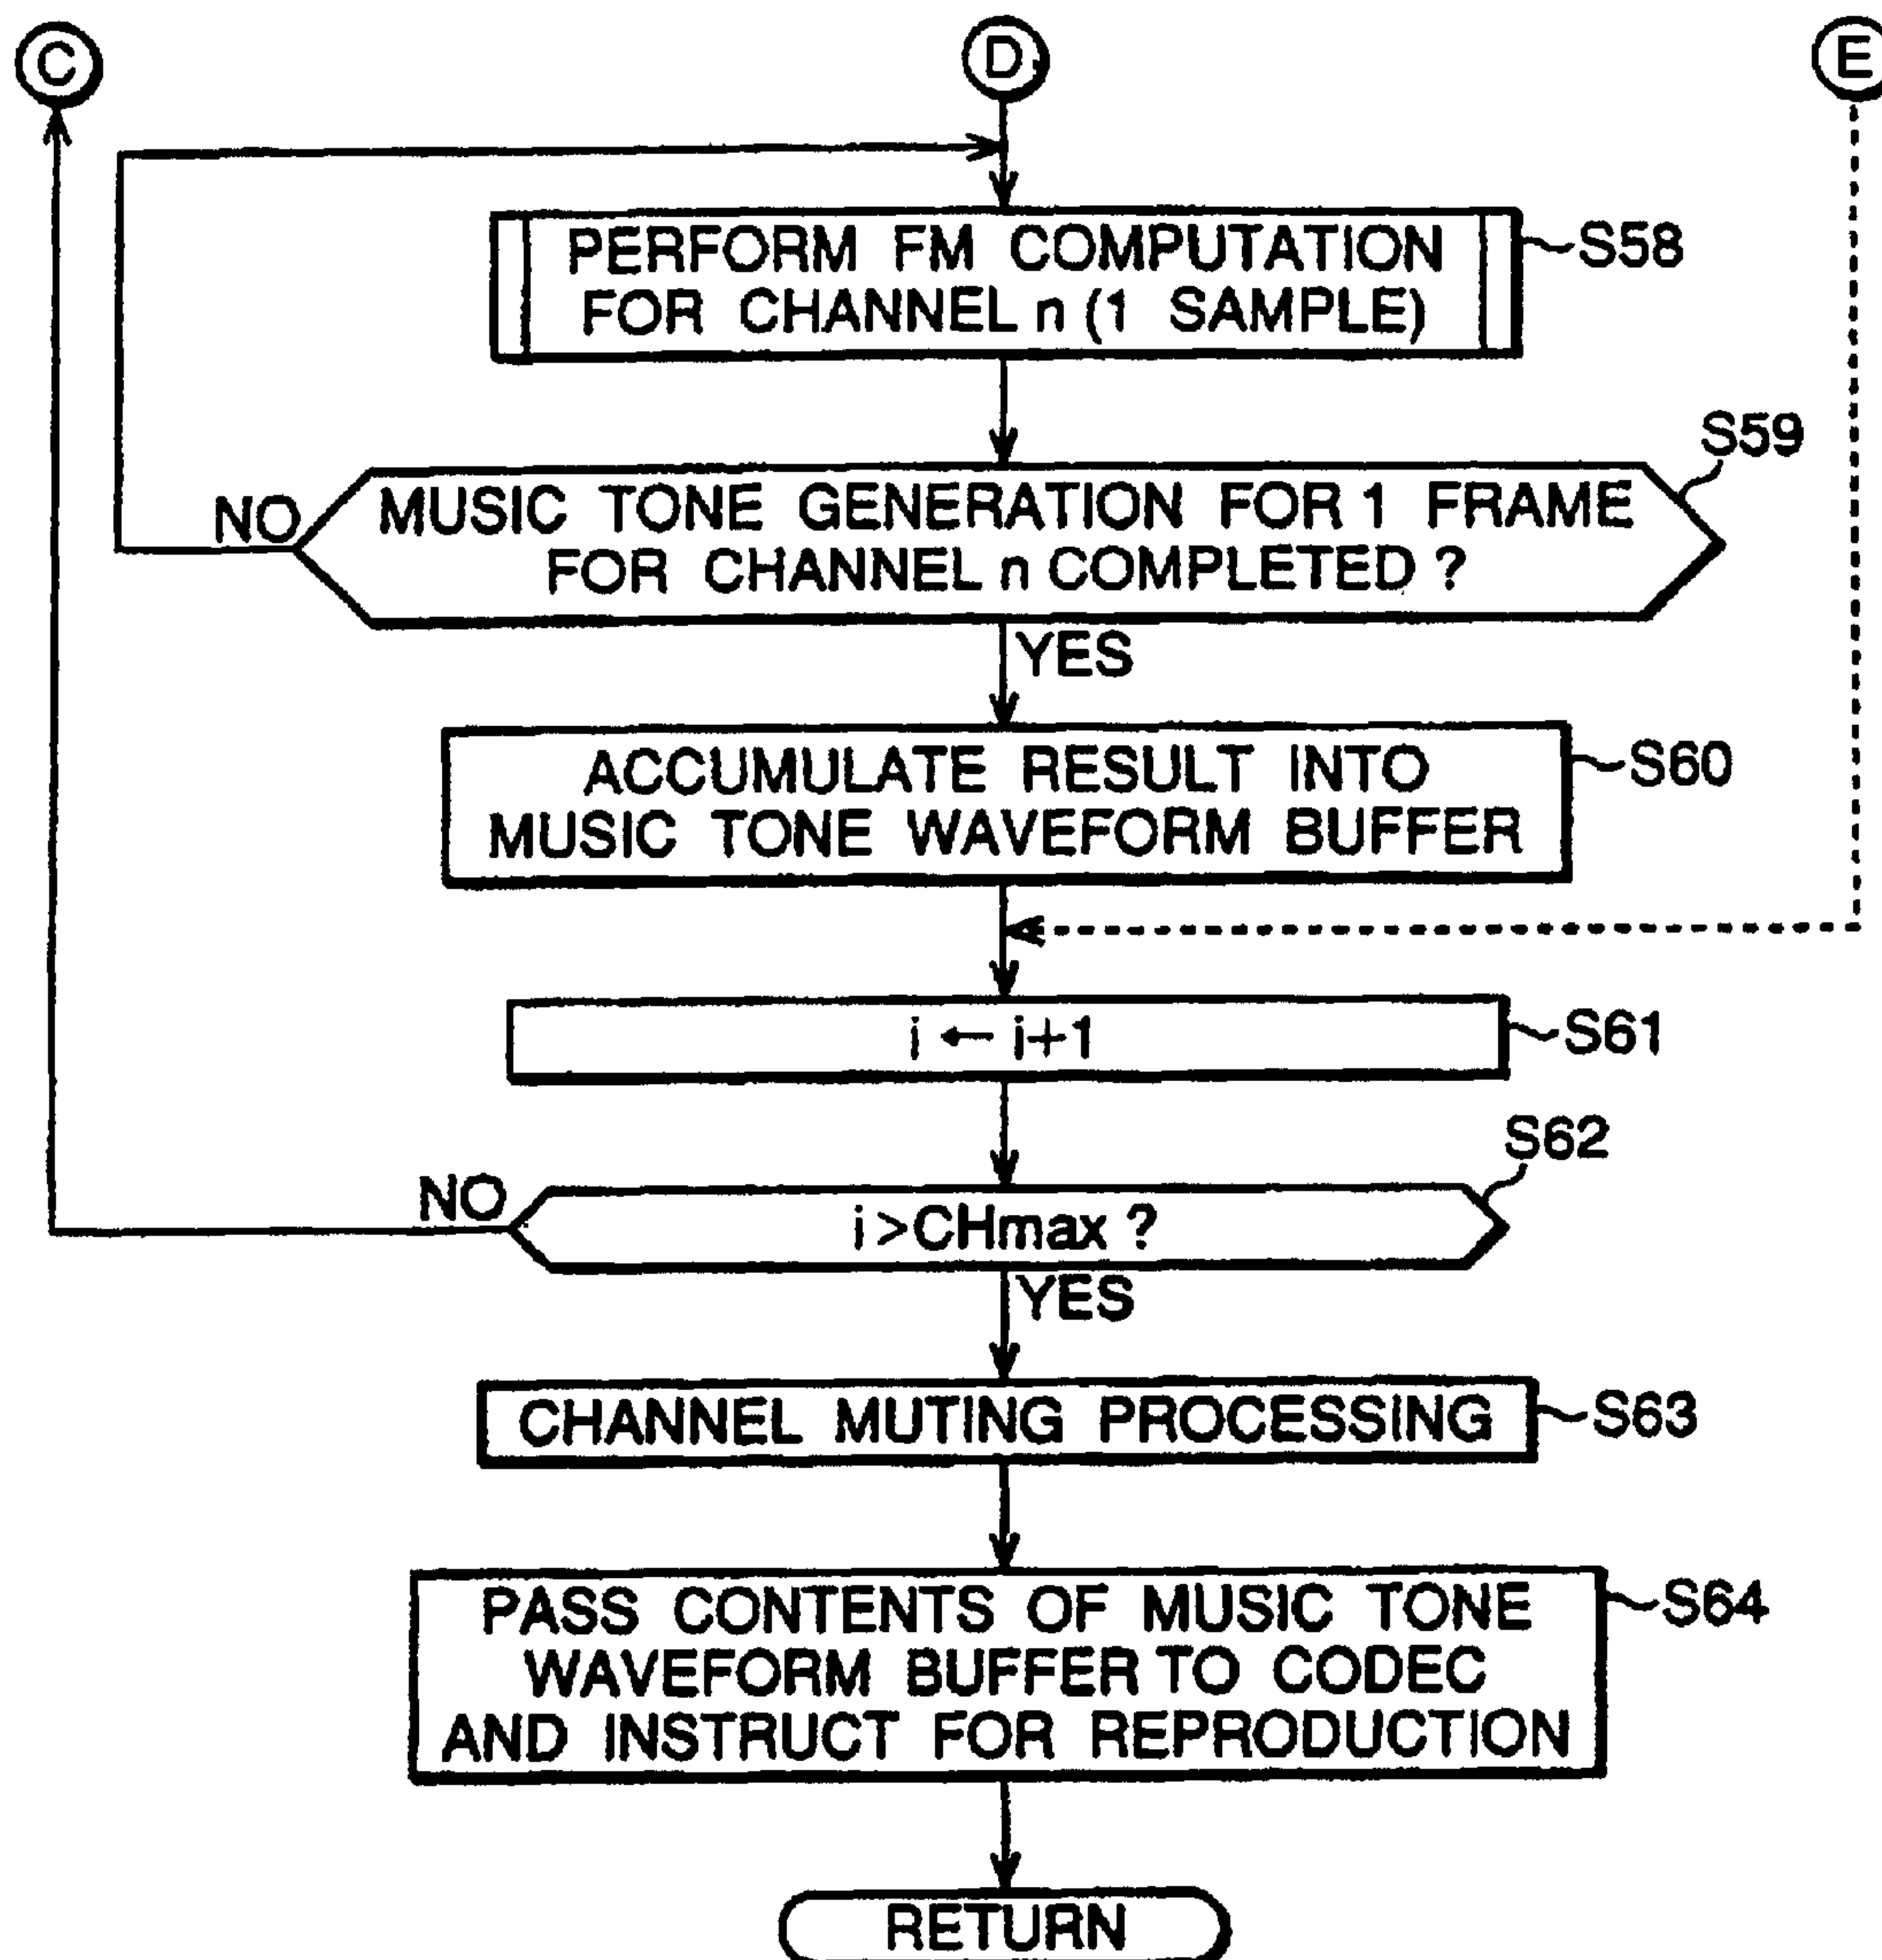 C
D
E
PERFORM FM COMPUTATION
FOR CHANNEL n (1 SAMPLE)
S58
S59
NO
MUSIC TONE GENERATION FOR 1 FRAME
FOR CHANNEL n COMPLETED ?
YES
ACCUMULATE RESULT INTO
MUSIC TONE WAVEFORM BUFFER
S60
i ← i+1
S61
S62
NO
i >CHmax ?
YES
CHANNEL MUTING PROCESSING
S63
PASS CONTENTS OF MUSIC TONE
WAVEFORM BUFFER TO CODEC
AND INSTRUCT FOR REPRODUCTION
S64
RETURN